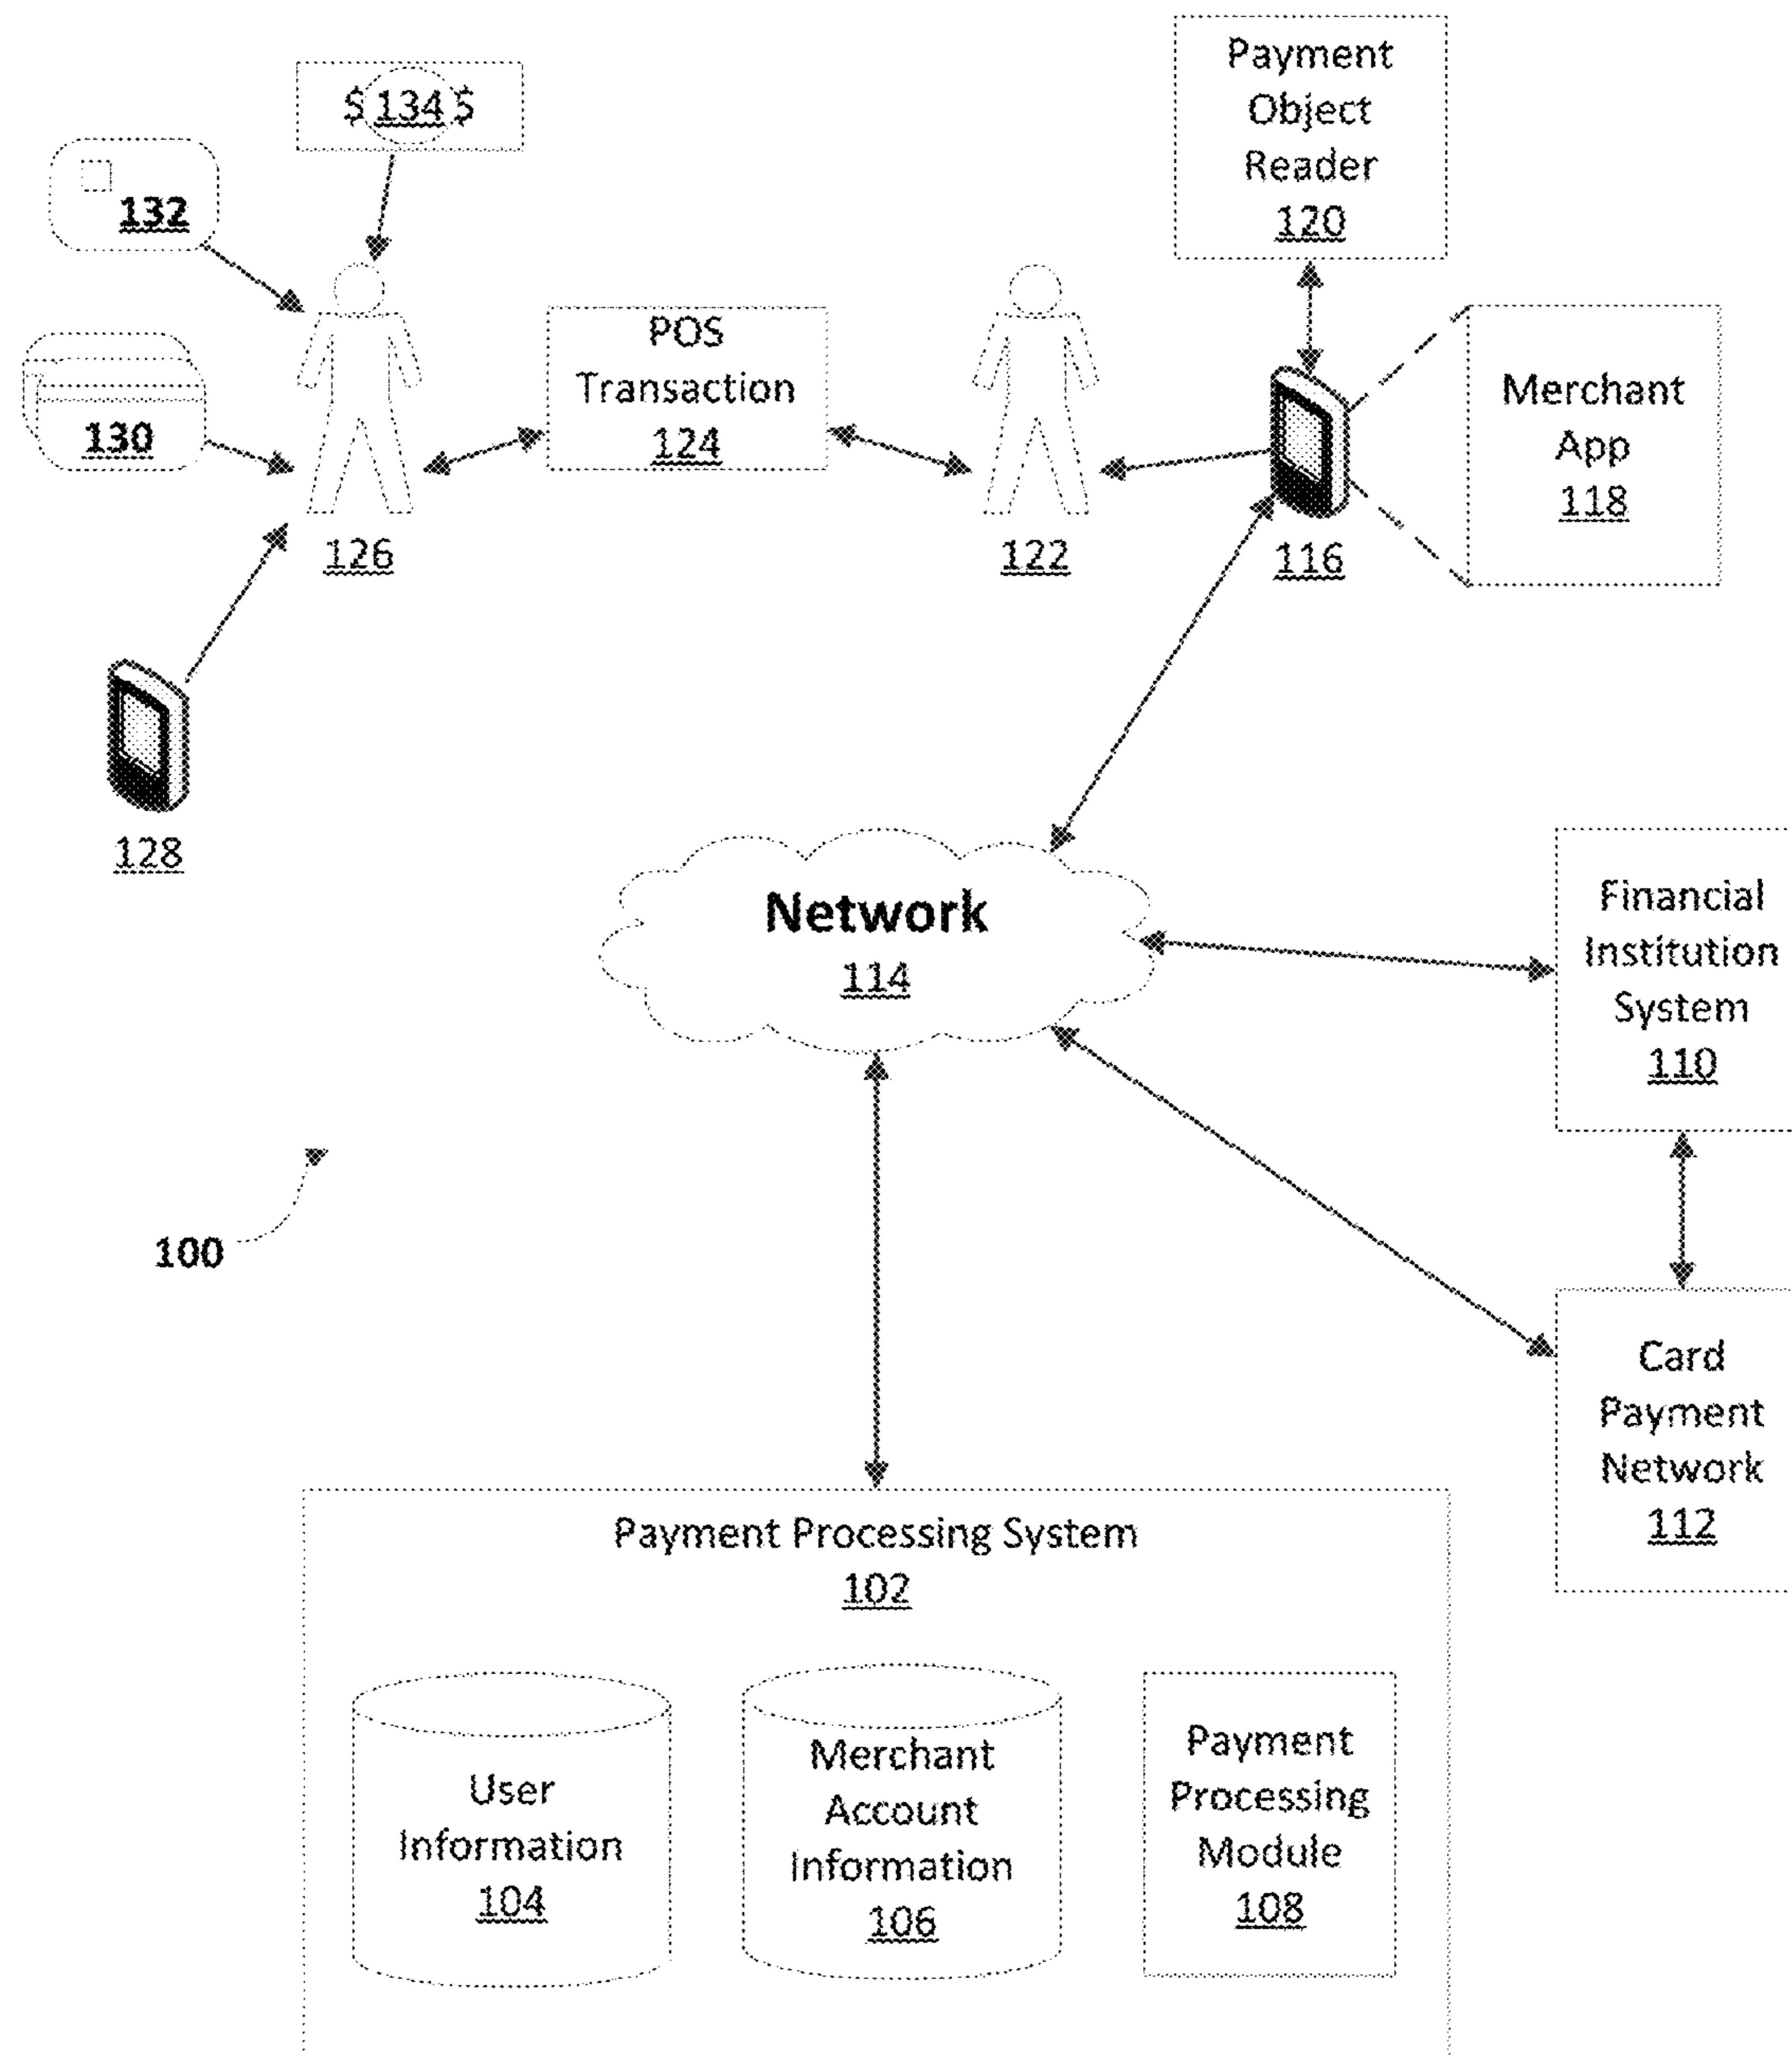 $ 134 $
132
130
126
128
POS
Transaction
124
122
Payment
Object
Reader
120
116
Merchant
App
118
Network
114
Financial
Institution
System
110
Card
Payment
Network
112
100
Payment Processing System
102
User
Information
104
Merchant
Account
Information
106
Payment
Processing
Module
108